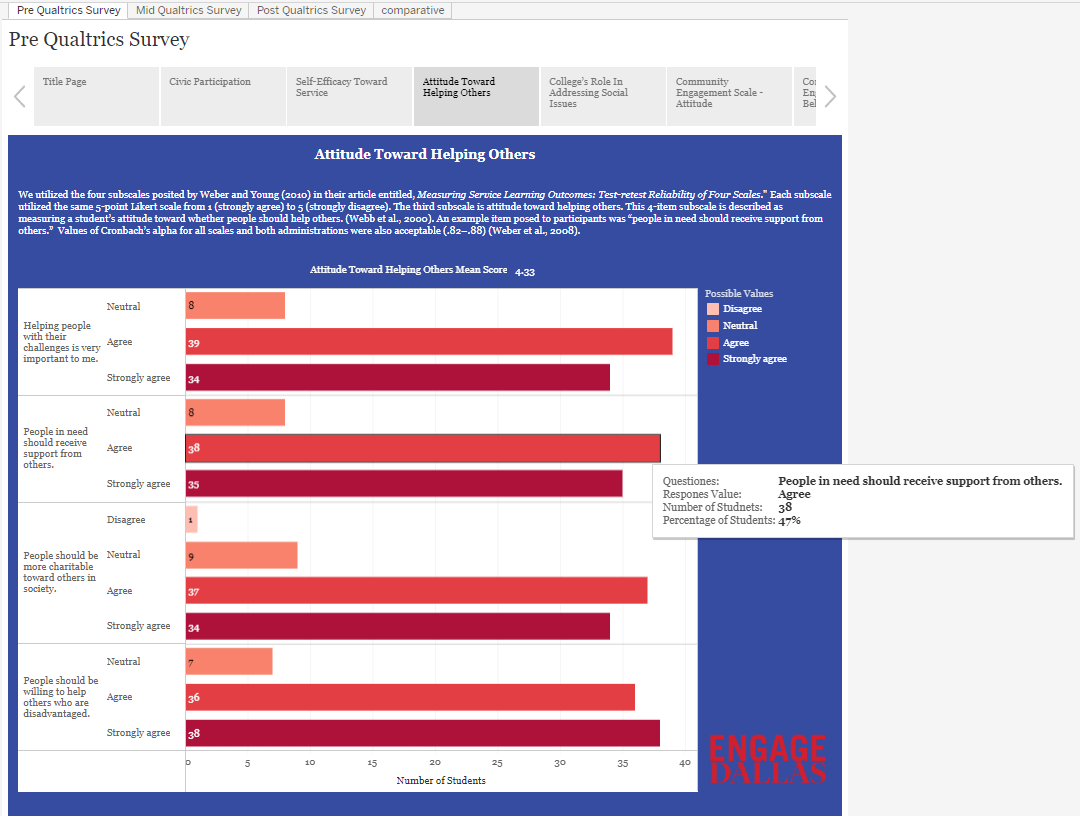 Pre Qualtrics Survey
Mid Qualtrics Survey
Post Qualtrics Survey
comparative
Pre Qualtrics Survey
Title Page
Civic Participation
Self-Efficacy Toward
Service
Attitude Toward
Helping Others
College's Role In
Addressing Social
Issues
Community
Engagement Scale -
Attitude
Attitude Toward Helping Others
We utilized the four subscales posited by Weber and Young (2010) in their article entitled, Measuring Service Learning Outcomes: Test-retest Reliability of Four Scales." Each subscale
utilized the same 5-point Likert scale from 1 (strongly agree) to 5 (strongly disagree). The third subscale is attitude toward helping others. This 4-item subscale is described as
measuring a student's attitude toward whether people should help others. (Webb et al., 2000). An example item posed to participants was "people in need should receive support from
others." Values of Cronbach's alpha for all scales and both administrations were also acceptable (.82–.88) (Weber et al., 2008).
Attitude Toward Helping Others Mean Score 4.33
Helping people
with their
challenges is very
important to me.
Neutral
8
Agree
39
Strongly agree
34
People in need
should receive
support from
others.
Neutral
8
Agree
38
Strongly agree
35
People should be
more charitable
toward others in
society.
Disagree
1
Neutral
9
Agree
37
Strongly agree
34
People should be
willing to help
others who are
disadvantaged.
Neutral
7
Agree
36
Strongly agree
38
0 5 10 15 20 25 30 35 40
Number of Students
Possible Values
Disagree
Neutral
Agree
Strongly agree
Questiones: People in need should receive support from others.
Respones Value: Agree
Number of Studnets: 38
Percentage of Students: 47%
ENGAGE
DALLAS